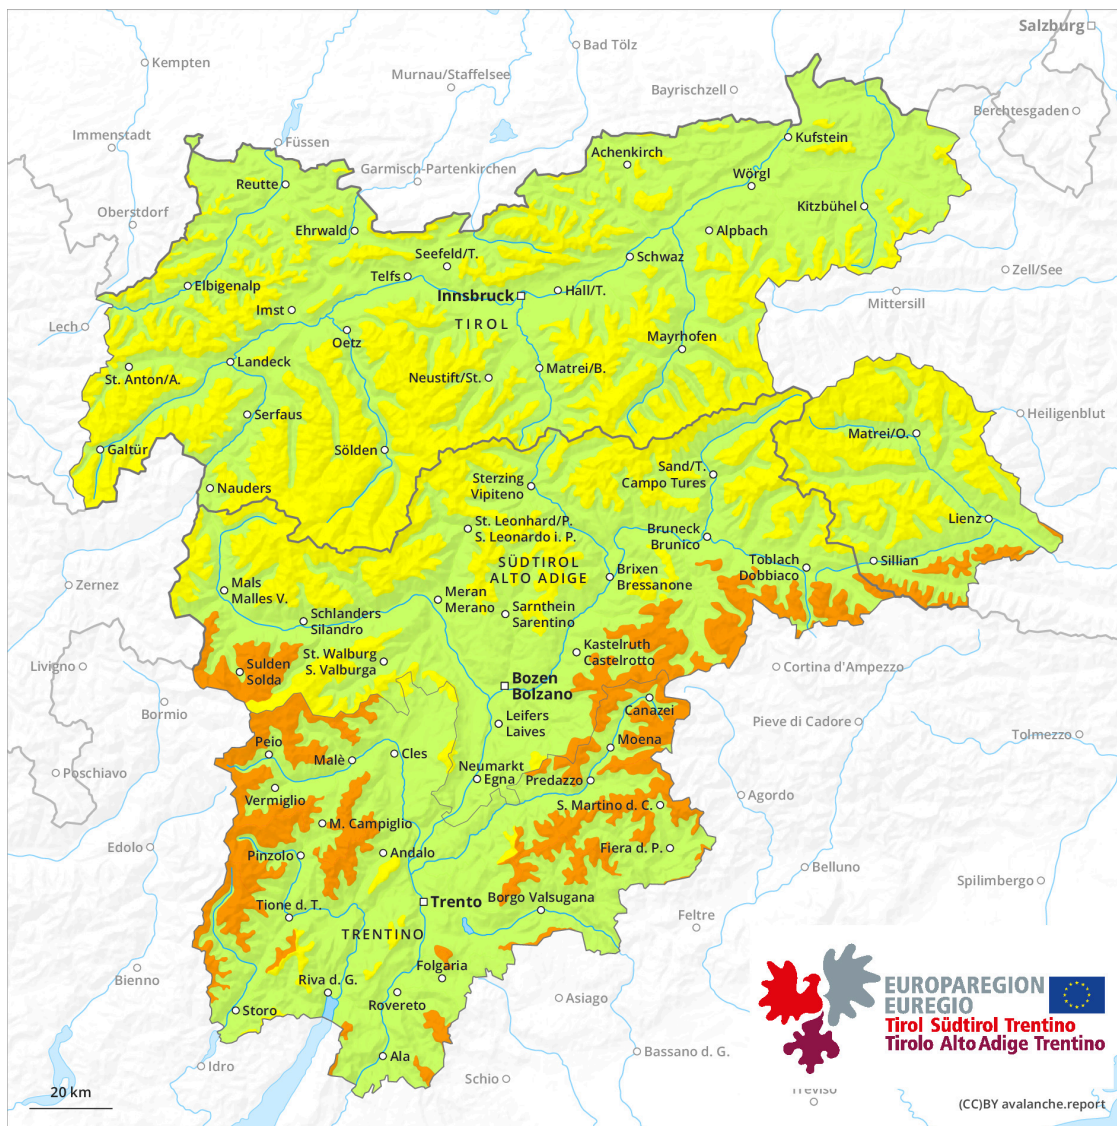 Salzburg
Bad Tölz
Kempten
Murnau/Staffelsee
Bayrischzell
Berchtesgaden
Immenstadt
Füssen
Kufstein
Achenkirch
Garmisch-Partenkirchen
Wörgl
Reutte
Oberstdorf
Kitzbühel
Ehrwald
Alpbach
Seefeld/T.
Schwaz
Zell/See
Telfs
Elbigenalp
Hall/T.
Innsbruck
Mittersill
Imst
TIROL
Lech
Oetz
Mayrhofen
Landeck
Matrei/B.
St. Anton/A.
Neustift/St.
Serfaus
Heiligenblut
Matrei/O.
Galtür
Sölden
Sand/T.
Campo Tures
Sterzing
Vipiteno
Nauders
Lienz
St. Leonhard/P.
S. Leonardo i. P.
Bruneck
Brunico
SÜDTIROL
ALTO ADIGE
Toblach
Dobbiaco
Sillian
Zernez
Brixen
Bressanone
Mals
Malles V.
Meran
Merano
Sarnthein
Sarentino
Schlanders
Silandro
Kastelruth
Castelrotto
St. Walburg
S. Valburga
Livigno
Sulden
Solda
Cortina d'Ampezzo
Bozen
Bolzano
Bormio
Canazei
Leifers
Laives
Pieve di Cadore
Tolmezzo
Peio
Moena
Cles
Malè
Neumarkt
Egna
Predazzo
Poschiavo
Vermiglio
S. Martino d. C.
Agordo
M. Campiglio
Edolo
Pinzolo
Andalo
Fiera d. P.
Belluno
Spilimbergo
Tione d. T.
Trento
Borgo Valsugana
Feltre
TRENTINO
Folgaria
Bienno
Riva d. G.
Rovereto
Asiago
Storo
EUROPAREGION
EUREGIO
Tirol Südtirol Trentino
Tirolo Alto Adige Trentino
Ala
Bassano d. G.
Idro
Schio
20 km
Treviso
(CC)BY avalanche.report